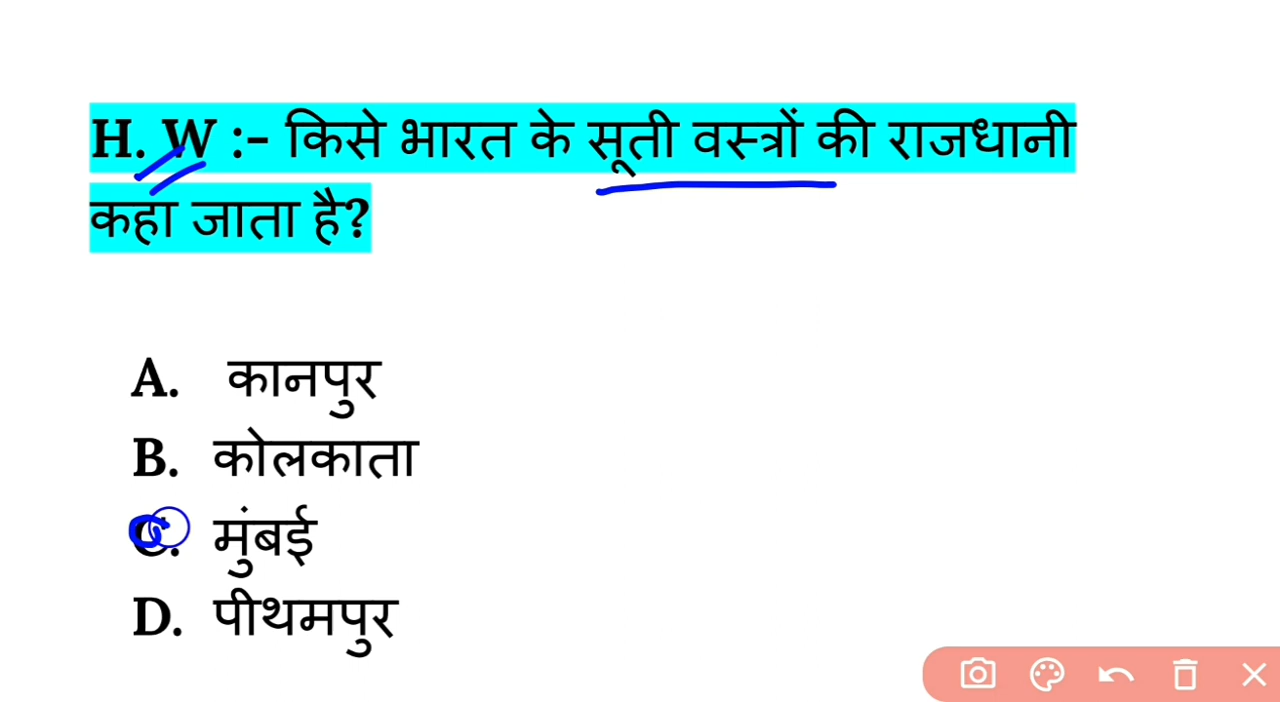 H. W :- किसे भारत के सूती वस्त्रों की राजधानी
कहा जाता है?
A. कानपुर
B. कोलकाता
C. मुंबई
D. पीथमपुर